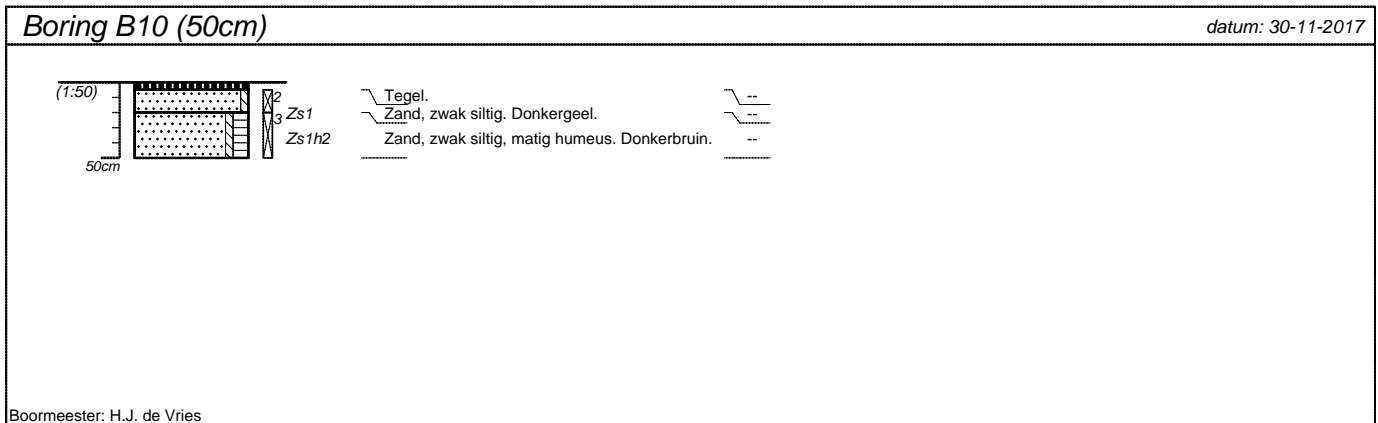 Boring B10 (50cm) datum: 30-11-2017
(1:50) 2 Tegel. --
3 Zs1 Zand, zwak siltig. Donkergeel. --
Zs1h2 Zand, zwak siltig, matig humeus. Donkerbruin. --
50cm
Boormeester: H.J. de Vries